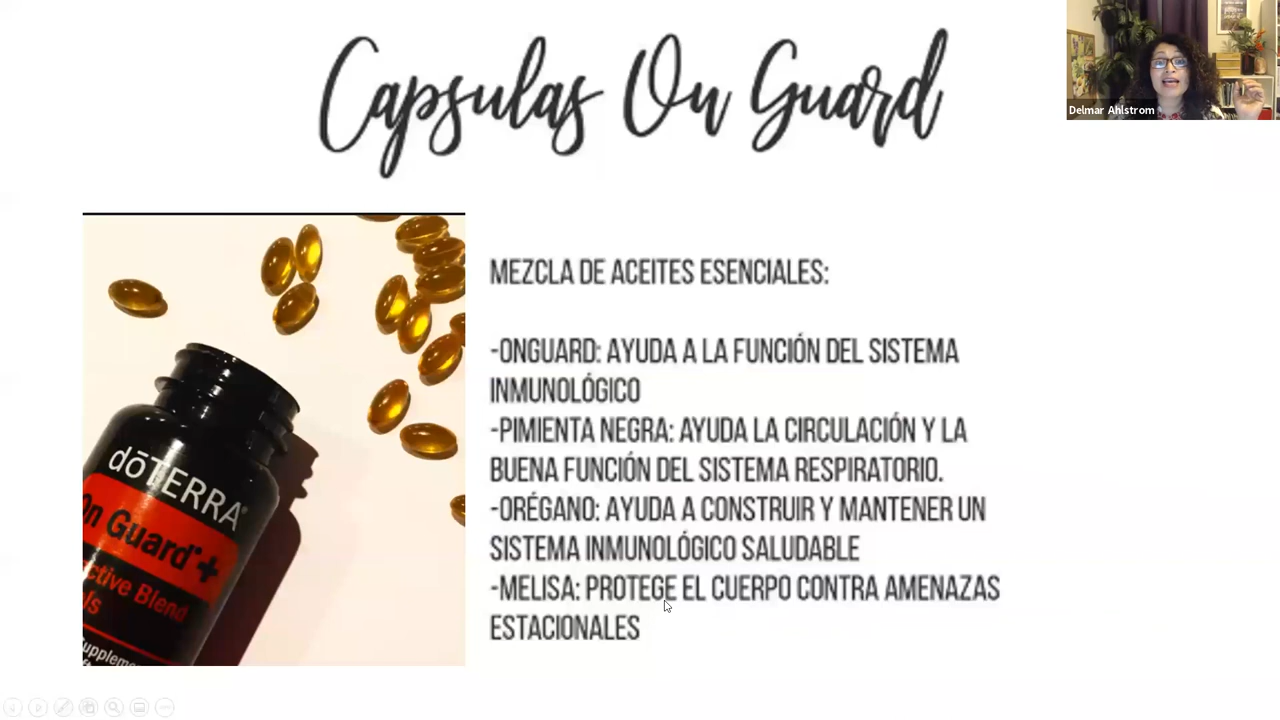 Capsulas On Guard
Delmar Ahlstrom
MEZCLA DE ACEITES ESENCIALES:
-ONGUARD: AYUDA A LA FUNCIÓN DEL SISTEMA
INMUNOLÓGICO
-PIMIENTA NEGRA: AYUDA LA CIRCULACIÓN Y LA
BUENA FUNCIÓN DEL SISTEMA RESPIRATORIO.
-ORÉGANO: AYUDA A CONSTRUIR Y MANTENER UN
SISTEMA INMUNOLÓGICO SALUDABLE
-MELISA: PROTEGE EL CUERPO CONTRA AMENAZAS
ESTACIONALES
dōTERRA®
On Guard®+
ctive Blend